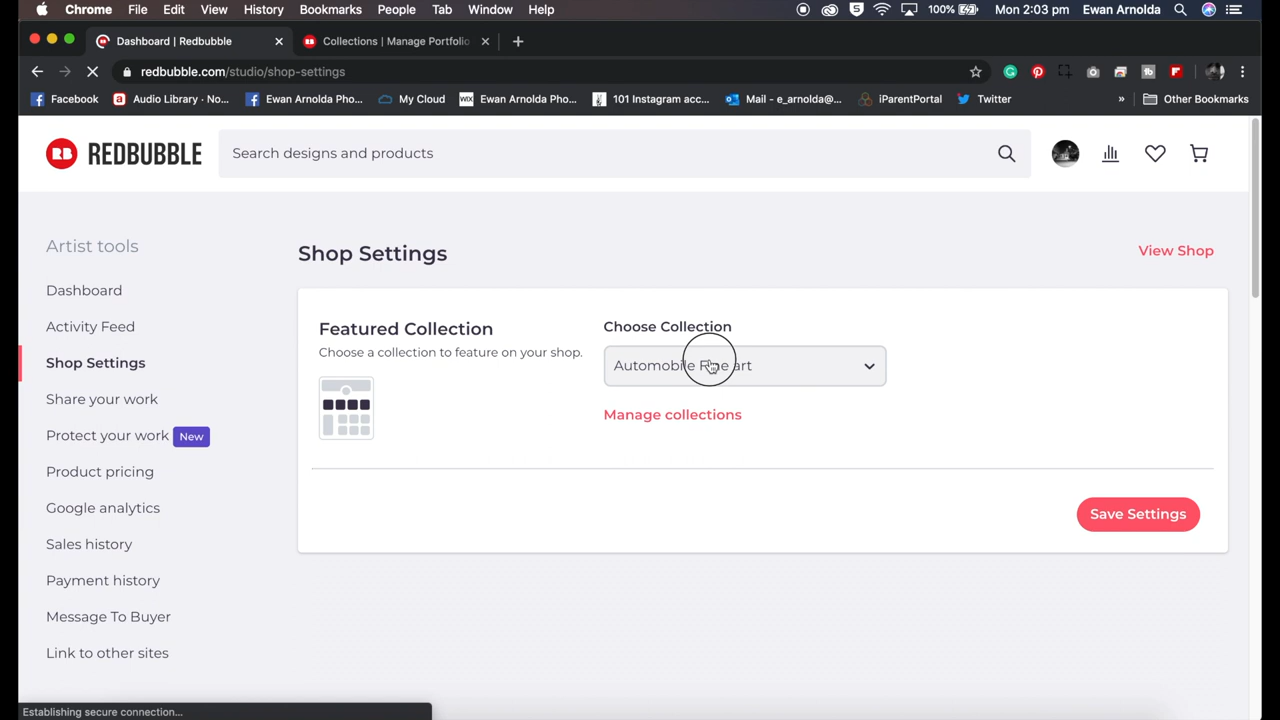 Chrome File Edit View History Bookmarks People Tab Window Help 100% Mon 2:03 pm Ewan Arnolda
Dashboard | Redbubble Collections | Manage Portfolio
redbubble.com/studio/shop-settings
Facebook Audio Library - No... Ewan Arnolda Pho... My Cloud Ewan Arnolda Pho... 101 Instagram acc... Mail - e_arnolda@... iParentPortal Twitter » Other Bookmarks
RB REDBUBBLE Search designs and products
Artist tools
Dashboard
Activity Feed
Shop Settings
Share your work
Protect your work New
Product pricing
Google analytics
Sales history
Payment history
Message To Buyer
Link to other sites
Shop Settings View Shop
Featured Collection
Choose a collection to feature on your shop.
Choose Collection
Automobile Fine art
Manage collections
Save Settings
Establishing secure connection...